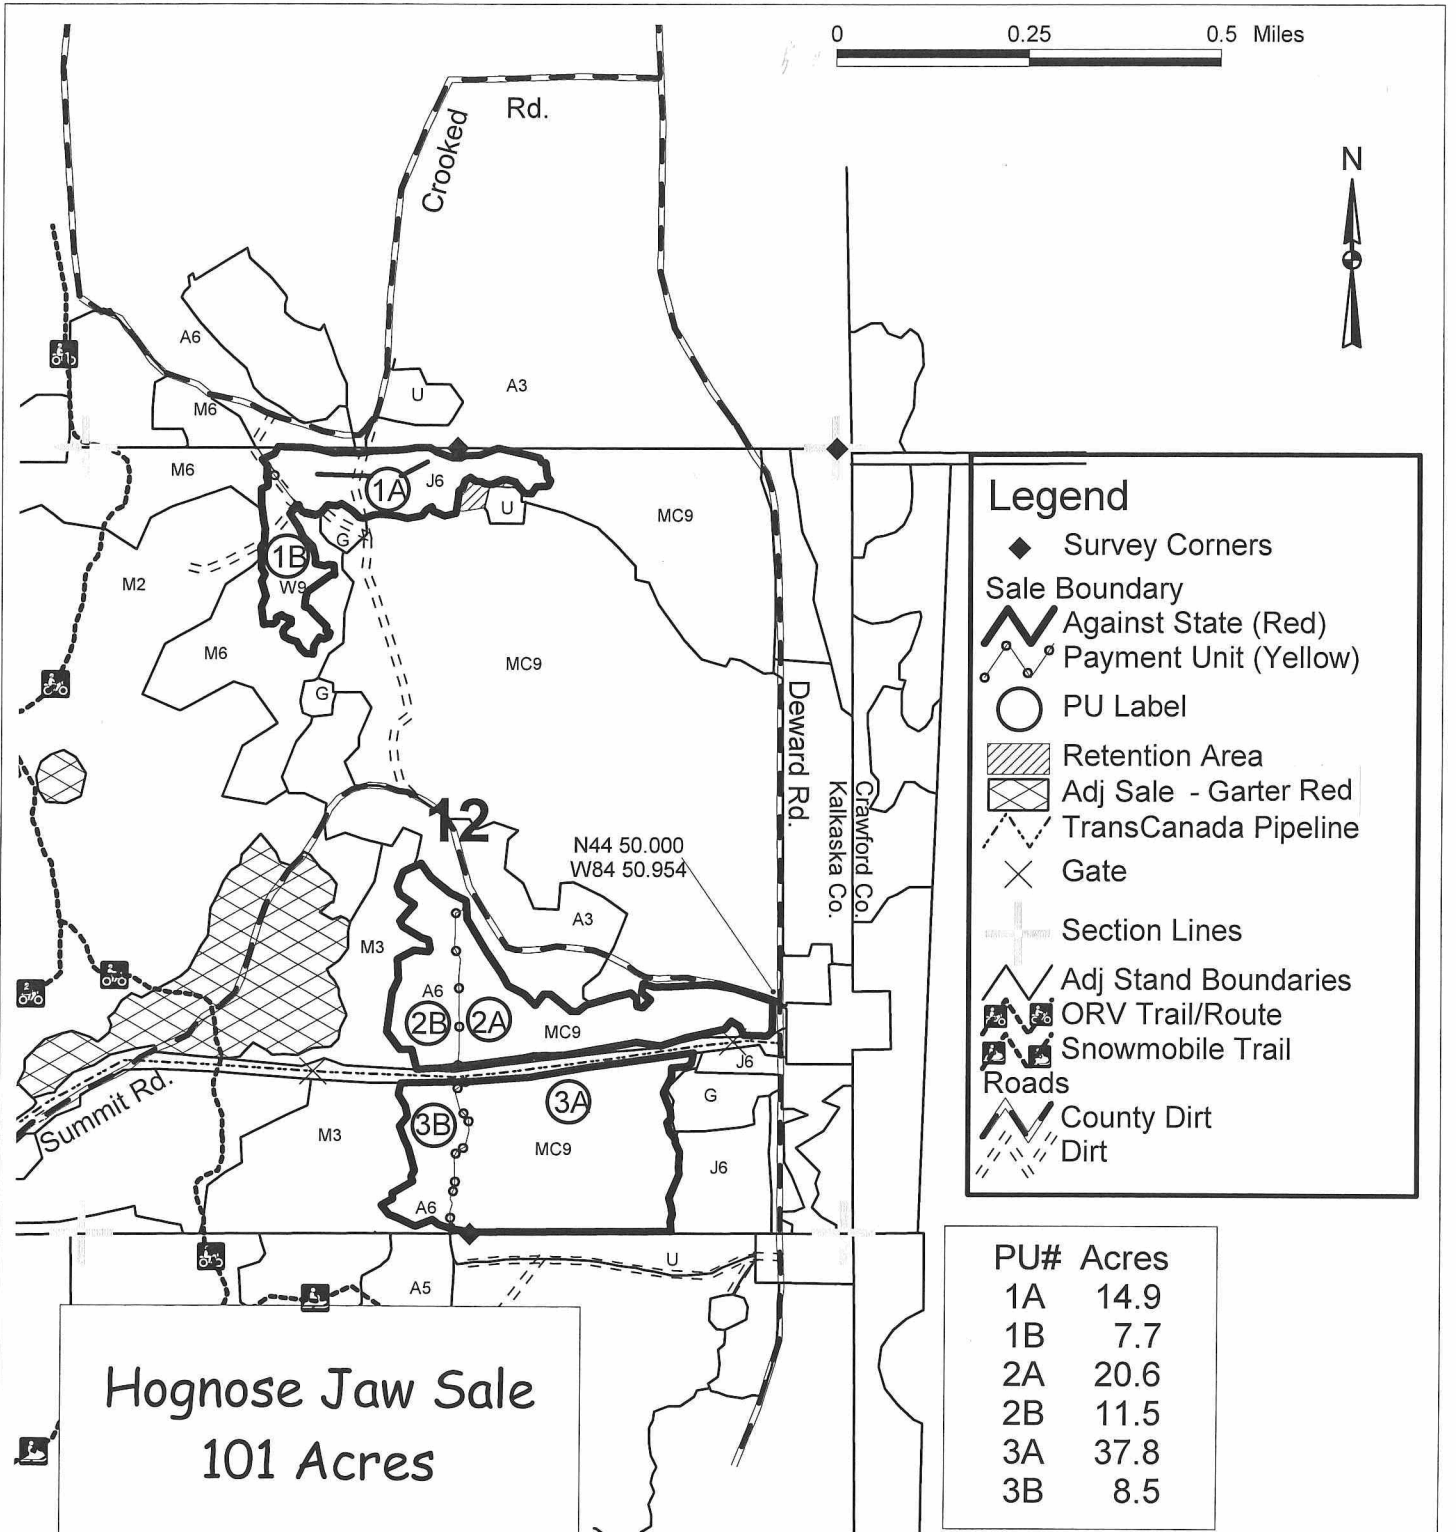 0 0.25 0.5 Miles
Rd.
Crooked
N
A6
U
A3
M6
M6
1A
J6
U
MC9
G
1B
W9
M2
M6
MC9
G
Deward Rd.
Kalkaska Co.
Crawford Co.
12
N44 50.000
W84 50.954
A3
M3
A6
2B
2A
MC9
J6
Summit Rd.
3A
G
3B
M3
MC9
J6
A6
U
A5
2
2
Legend
Survey Corners
Sale Boundary
Against State (Red)
Payment Unit (Yellow)
PU Label
Retention Area
Adj Sale - Garter Red
TransCanada Pipeline
Gate
Section Lines
Adj Stand Boundaries
ORV Trail/Route
Snowmobile Trail
Roads
County Dirt
Dirt
PU# Acres
1A 14.9
1B 7.7
2A 20.6
2B 11.5
3A 37.8
3B 8.5
Hognose Jaw Sale
101 Acres